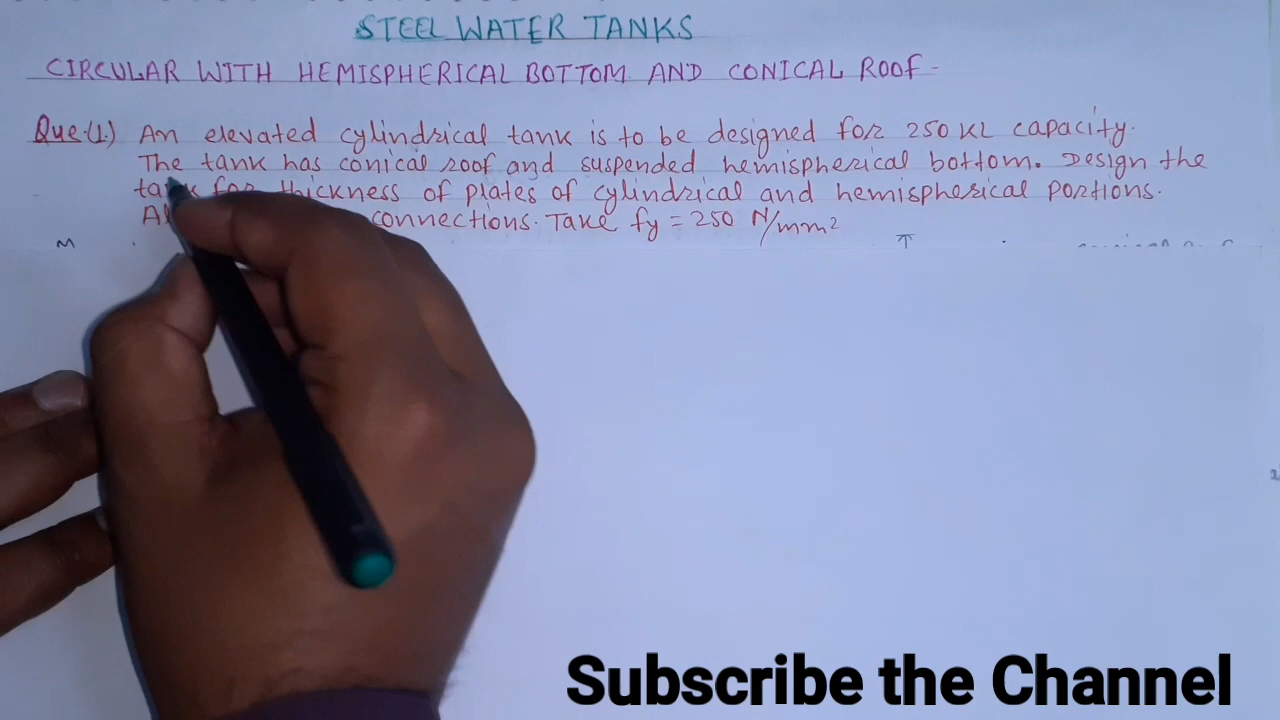 STEEL WATER TANKS
CIRCULAR WITH HEMISPHERICAL BOTTOM AND CONICAL ROOF -
Que.(1.) An elevated cylindrical tank is to be designed for 250 KL capacity.
The tank has conical roof and suspended hemispherical bottom. Design the
thickness of plates of cylindrical and hemispherical portions.
connections. Take fy = 250 N/mm²
Subscribe the Channel